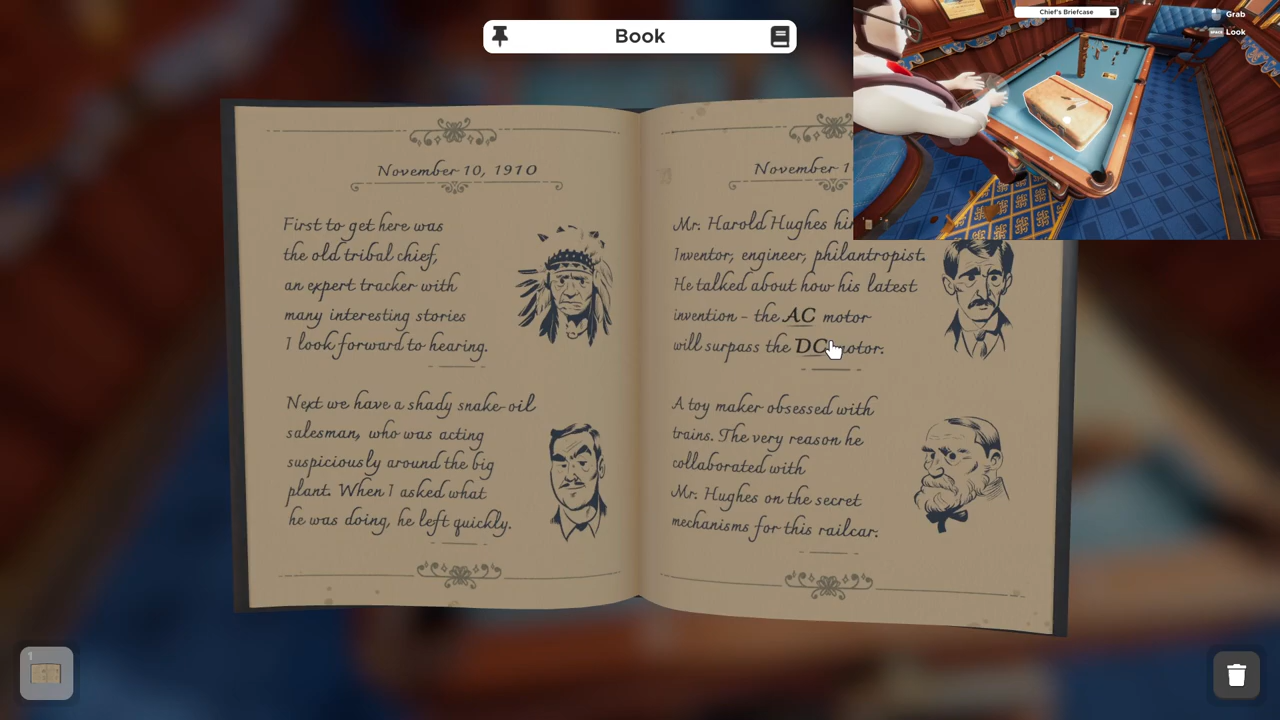 Book
Chief's Briefcase
Grab
SPACE Look
November 10, 1910
First to get here was
the old tribal chief,
an expert tracker with
many interesting stories
I look forward to hearing.
Next we have a shady snake-oil
salesman, who was acting
suspiciously around the big
plant. When I asked what
he was doing, he left quickly.
November 1
Mr. Harold Hughes hi
Inventor, engineer, philantropist.
He talked about how his latest
invention - the AC motor
will surpass the DC motor.
A toy maker obsessed with
trains. The very reason he
collaborated with
Mr. Hughes on the secret
mechanisms for this railcar.
1